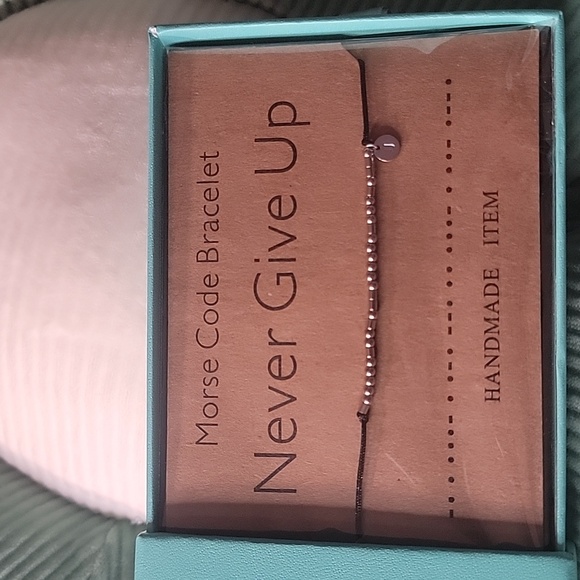 Morse Code Bracelet
Never Give Up
HANDMADE ITEM